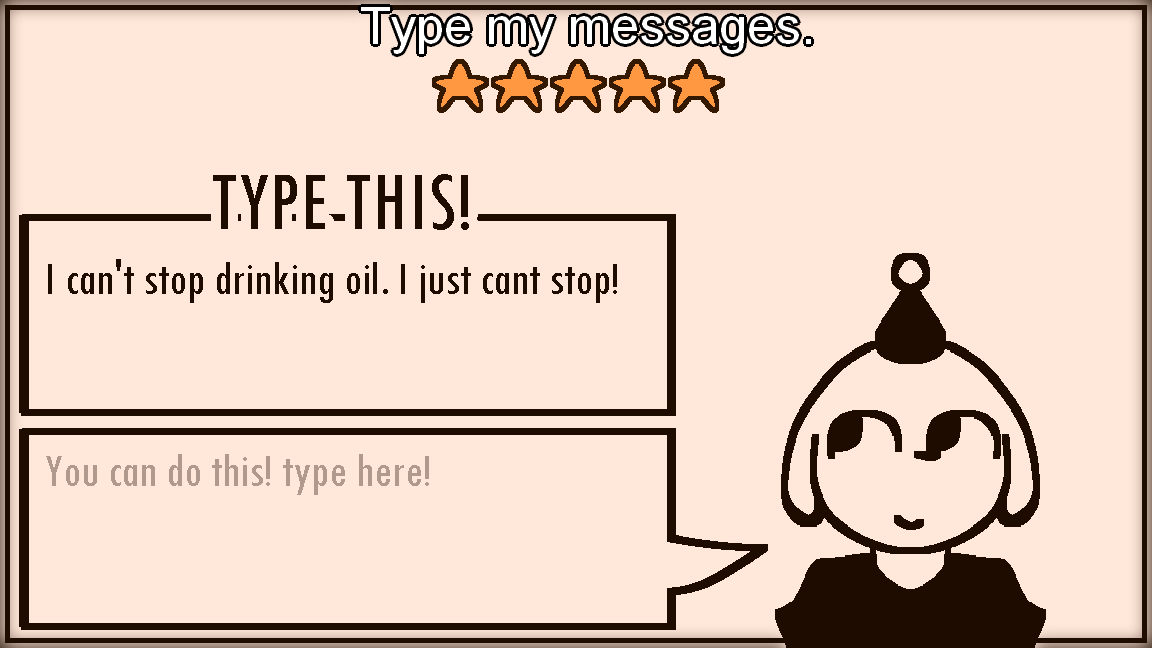 Type my messages.
TYPE THIS!
I can't stop drinking oil. I just cant stop!
You can do this! type here!